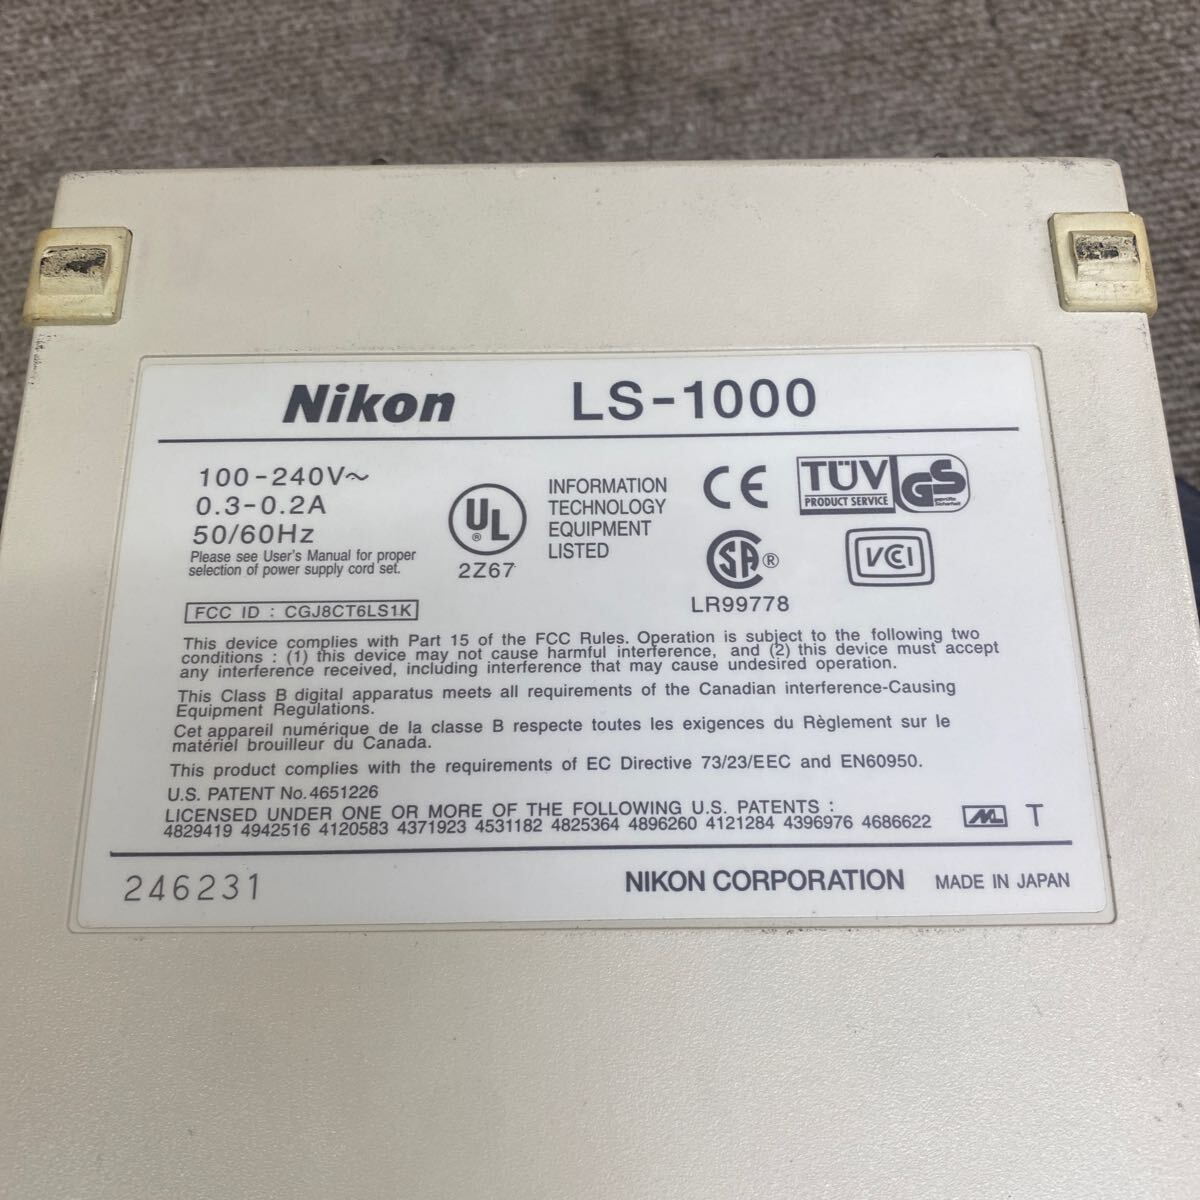 Nikon LS-1000
100-240V~
0.3-0.2A
50/60Hz
Please see User's Manual for proper
selection of power supply cord set.
UL
®
2Z67
INFORMATION
TECHNOLOGY
EQUIPMENT
LISTED
CE
TÜV
PRODUCT SERVICE
GS
geprüfte
Sicherheit
SA ®
LR99778
VCI
FCC ID : CGJ8CT6LS1K
This device complies with Part 15 of the FCC Rules. Operation is subject to the following two
conditions : (1) this device may not cause harmful interference, and (2) this device must accept
any interference received, including interference that may cause undesired operation.
This Class B digital apparatus meets all requirements of the Canadian interference-Causing
Equipment Regulations.
Cet appareil numérique de la classe B respecte toutes les exigences du Règlement sur le
matériel brouilleur du Canada.
This product complies with the requirements of EC Directive 73/23/EEC and EN60950.
U.S. PATENT No.4651226
LICENSED UNDER ONE OR MORE OF THE FOLLOWING U.S. PATENTS :
4829419 4942516 4120583 4371923 4531182 4825364 4896260 4121284 4396976 4686622
ML T
246231
NIKON CORPORATION MADE IN JAPAN